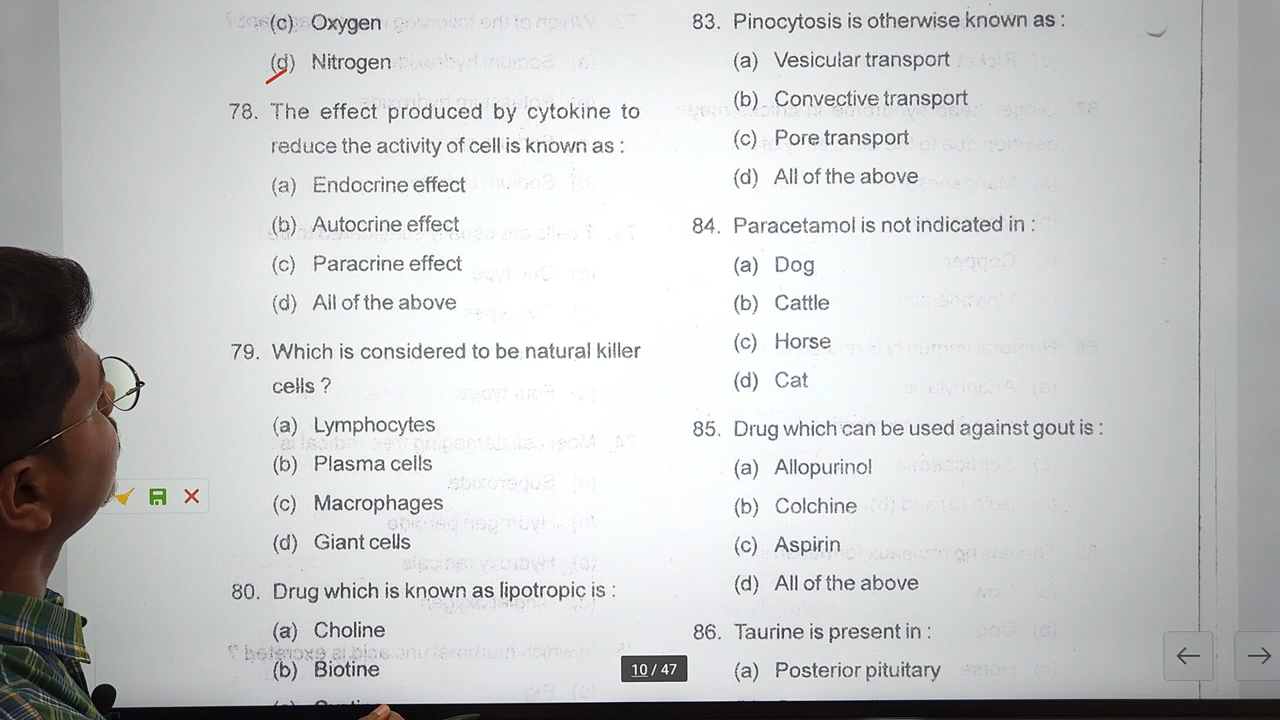 (c) Oxygen
(d) Nitrogen
78. The effect produced by cytokine to
reduce the activity of cell is known as :
(a) Endocrine effect
(b) Autocrine effect
(c) Paracrine effect
(d) All of the above
79. Which is considered to be natural killer
cells ?
(a) Lymphocytes
(b) Plasma cells
(c) Macrophages
(d) Giant cells
80. Drug which is known as lipotropic is :
(a) Choline
(b) Biotine
83. Pinocytosis is otherwise known as :
(a) Vesicular transport
(b) Convective transport
(c) Pore transport
(d) All of the above
84. Paracetamol is not indicated in :
(a) Dog
(b) Cattle
(c) Horse
(d) Cat
85. Drug which can be used against gout is :
(a) Allopurinol
(b) Colchine
(c) Aspirin
(d) All of the above
86. Taurine is present in :
(a) Posterior pituitary
10 / 47